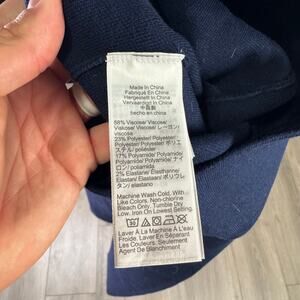 Made In China
Fabriqué En China
Hergestellt In China
Vervaardigd In China
中国製
hecho en china
58% Viscose/ Viscose/
Viskose/ Viscose/ レーヨン/
viscosa
23% Polyester/ Polyester/
Polyester/ Polyester/ ポリエ
ステル/ poliéster
17% Polyamide/ Polyamide/
Polyamid/ Polyamide/ ナイ
ロン/ poliamida
2% Elastane/ Élasthanne/
Elasthan/ Elastaan/ ポリウレ
タン/ elastano
Machine Wash Cold, With
Like Colors, Non-chlorine
Bleach Only, Tumble Dry
Low, Iron On Lowest Setting.
Laver À La Machine À L'eau
Froide, Laver En Séparant
Les Couleurs, Seulement
Agent De Blanchiment